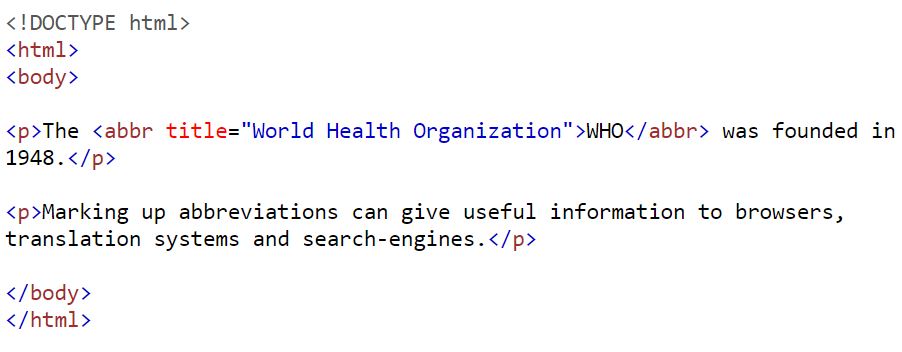 <!DOCTYPE html>
<html>
<body>
<p>The <abbr title="World Health Organization">WHO</abbr> was founded in
1948.</p>
<p>Marking up abbreviations can give useful information to browsers,
translation systems and search-engines.</p>
</body>
</html>